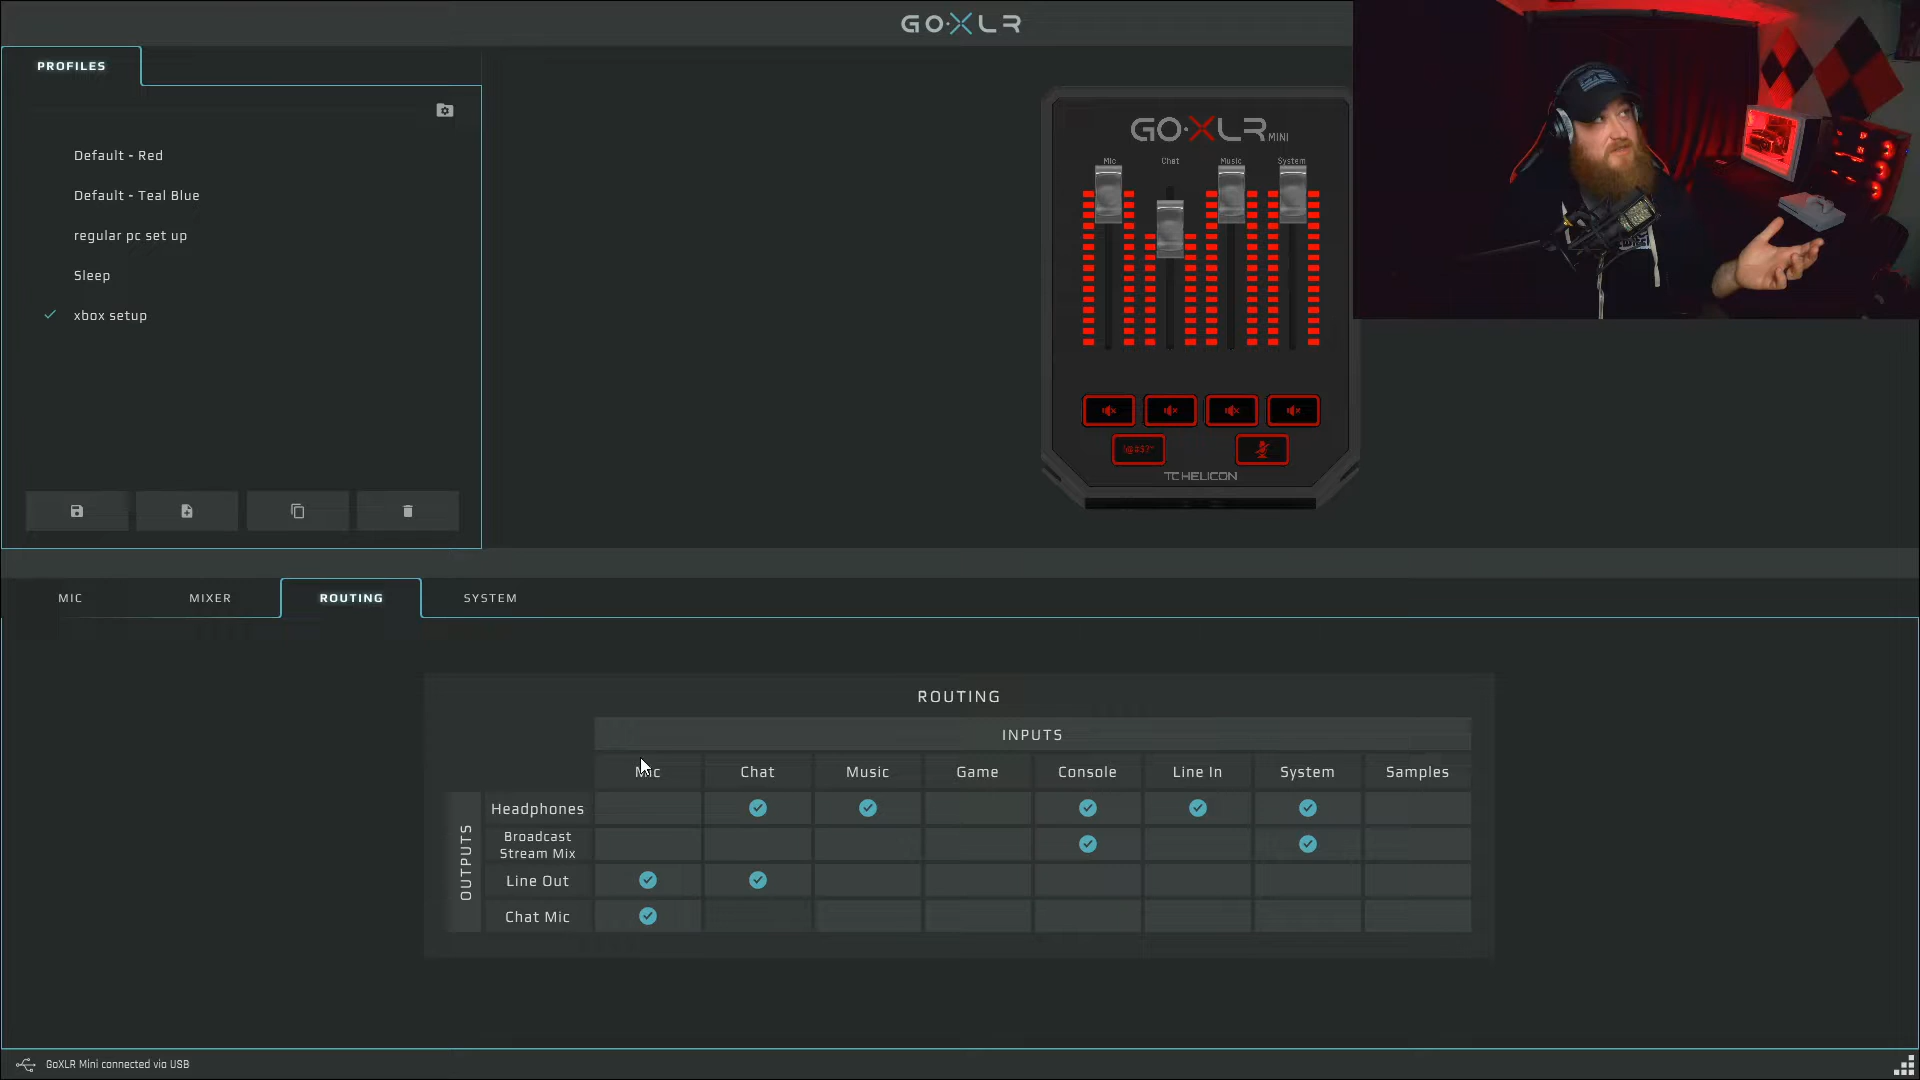 GO·XLR
PROFILES
Default - Red
Default - Teal Blue
regular pc set up
Sleep
xbox setup
GO·XLR MINI
Mic Chat Music System
!@#$?*
TC HELICON
MIC MIXER ROUTING SYSTEM
ROUTING
INPUTS
Mic Chat Music Game Console Line In System Samples
OUTPUTS
Headphones
Broadcast
Stream Mix
Line Out
Chat Mic
GoXLR Mini connected via USB